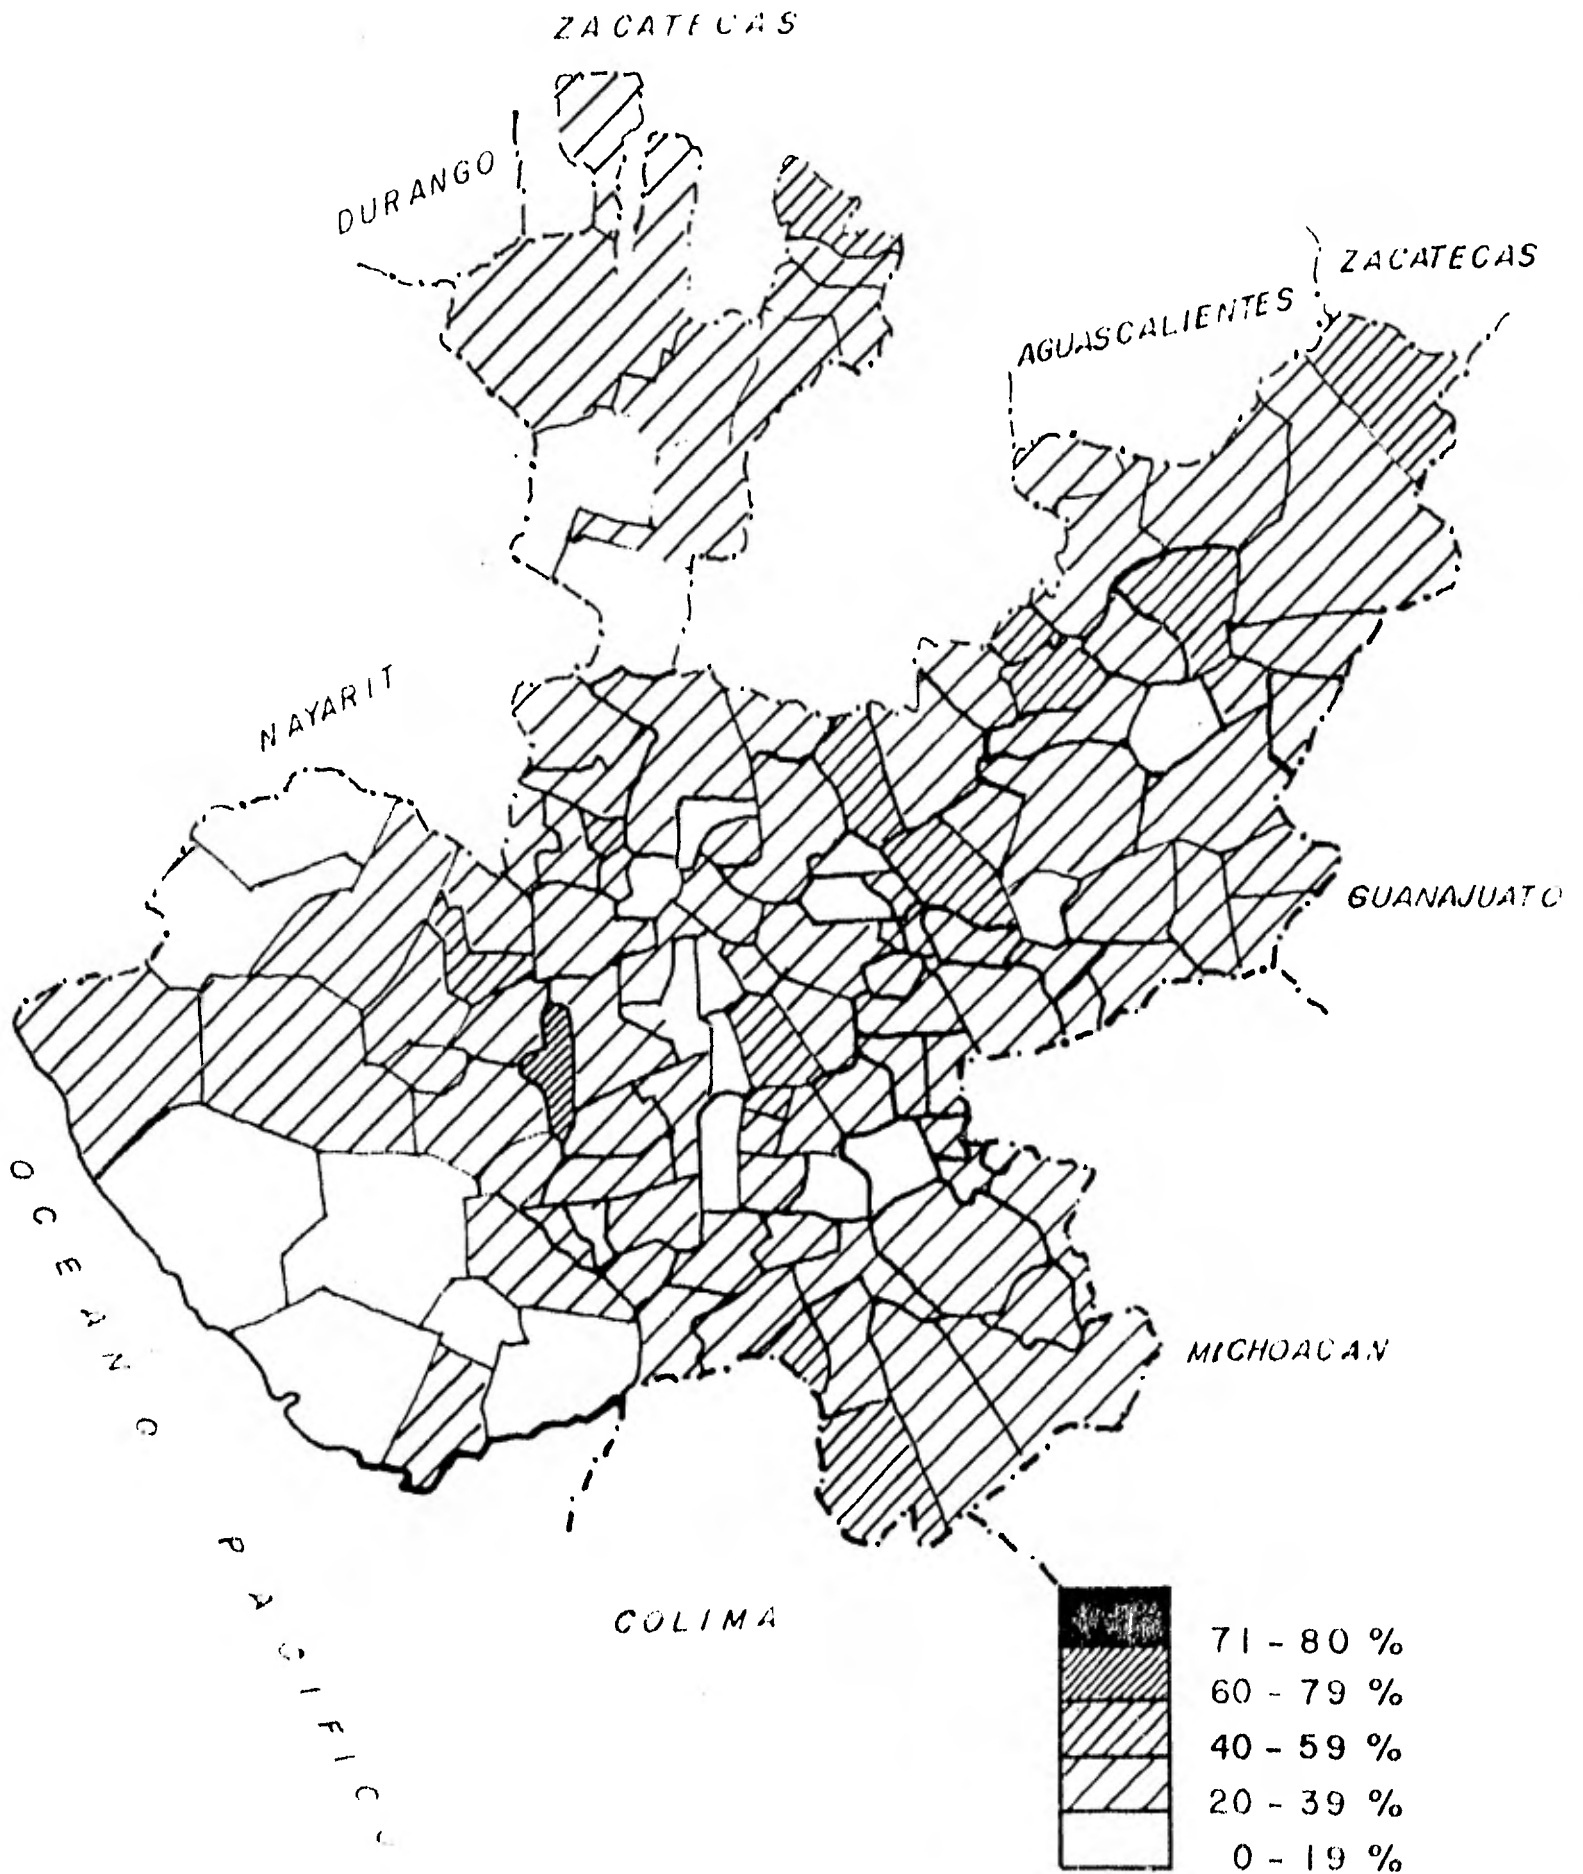 ZACATECAS
DURANGO
ZACATECAS
AGUASCALIENTES
NAYARIT
GUANAJUATO
OCEANO
MICHOACAN
PASIFICO
COLIMA
71 - 80 %
60 - 79 %
40 - 59 %
20 - 39 %
0 - 19 %